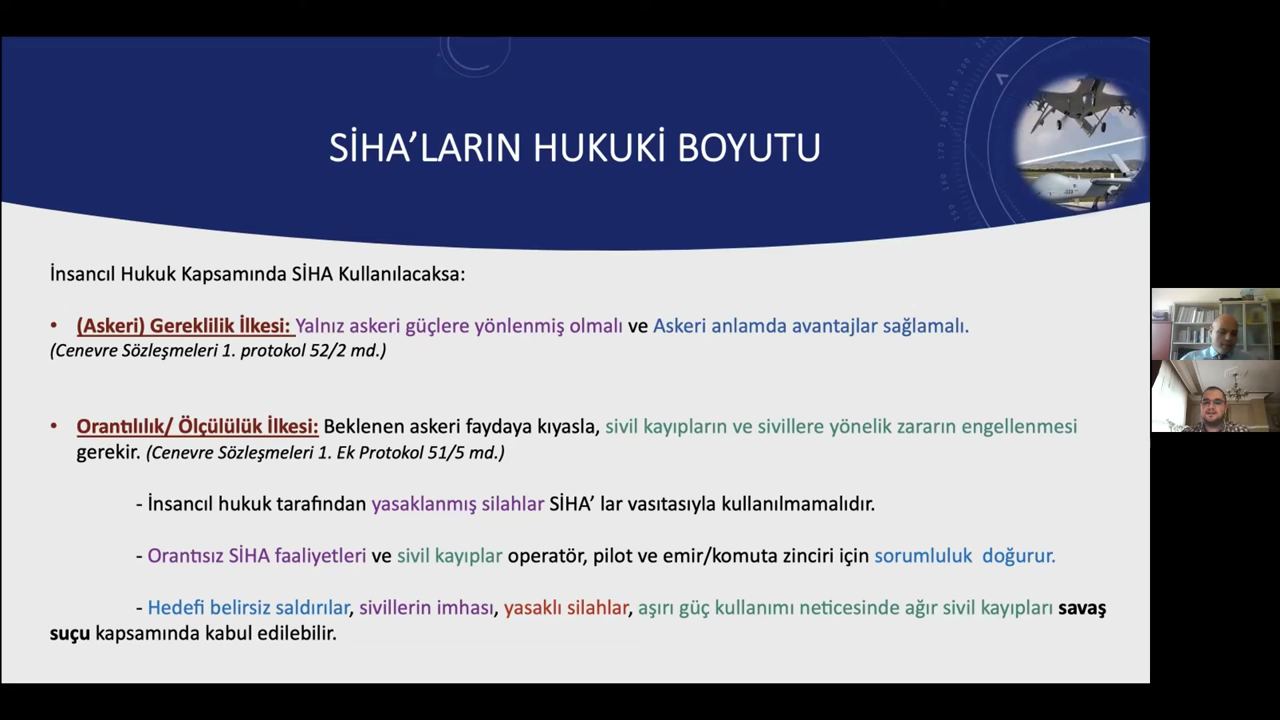 SİHA’LARIN HUKUKİ BOYUTU
İnsancıl Hukuk Kapsamında SİHA Kullanılacaksa:
• (Askeri) Gereklilik İlkesi: Yalnız askeri güçlere yönlenmiş olmalı ve Askeri anlamda avantajlar sağlamalı.
(Cenevre Sözleşmeleri 1. protokol 52/2 md.)
• Orantılılık/ Ölçülülük İlkesi: Beklenen askeri faydaya kıyasla, sivil kayıpların ve sivillere yönelik zararın engellenmesi
gerekir. (Cenevre Sözleşmeleri 1. Ek Protokol 51/5 md.)
- İnsancıl hukuk tarafından yasaklanmış silahlar SİHA’ lar vasıtasıyla kullanılmamalıdır.
- Orantısız SİHA faaliyetleri ve sivil kayıplar operatör, pilot ve emir/komuta zinciri için sorumluluk doğurur.
- Hedefi belirsiz saldırılar, sivillerin imhası, yasaklı silahlar, aşırı güç kullanımı neticesinde ağır sivil kayıpları savaş
suçu kapsamında kabul edilebilir.